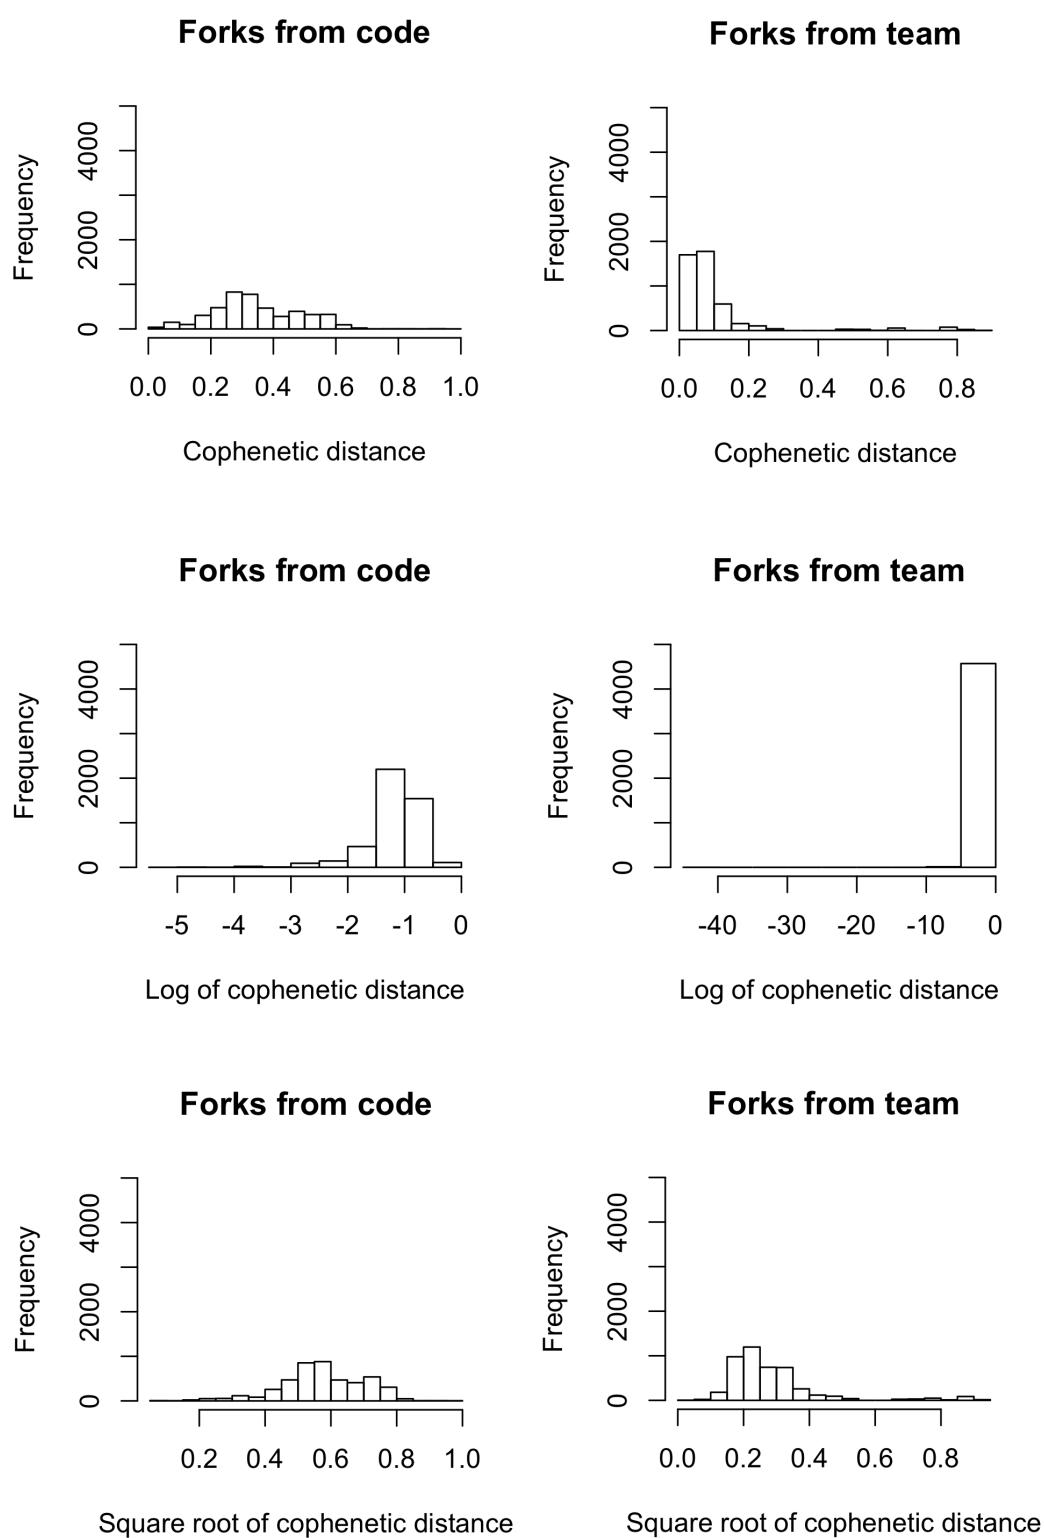 Forks from code
Forks from team
Frequency
0 2000 4000
0.0 0.2 0.4 0.6 0.8 1.0
Cophenetic distance
Frequency
0 2000 4000
0.0 0.2 0.4 0.6 0.8
Cophenetic distance
Forks from code
Forks from team
Frequency
0 2000 4000
-5 -4 -3 -2 -1 0
Log of cophenetic distance
Frequency
0 2000 4000
-40 -30 -20 -10 0
Log of cophenetic distance
Forks from code
Forks from team
Frequency
0 2000 4000
0.2 0.4 0.6 0.8 1.0
Square root of cophenetic distance
Frequency
0 2000 4000
0.0 0.2 0.4 0.6 0.8
Square root of cophenetic distance